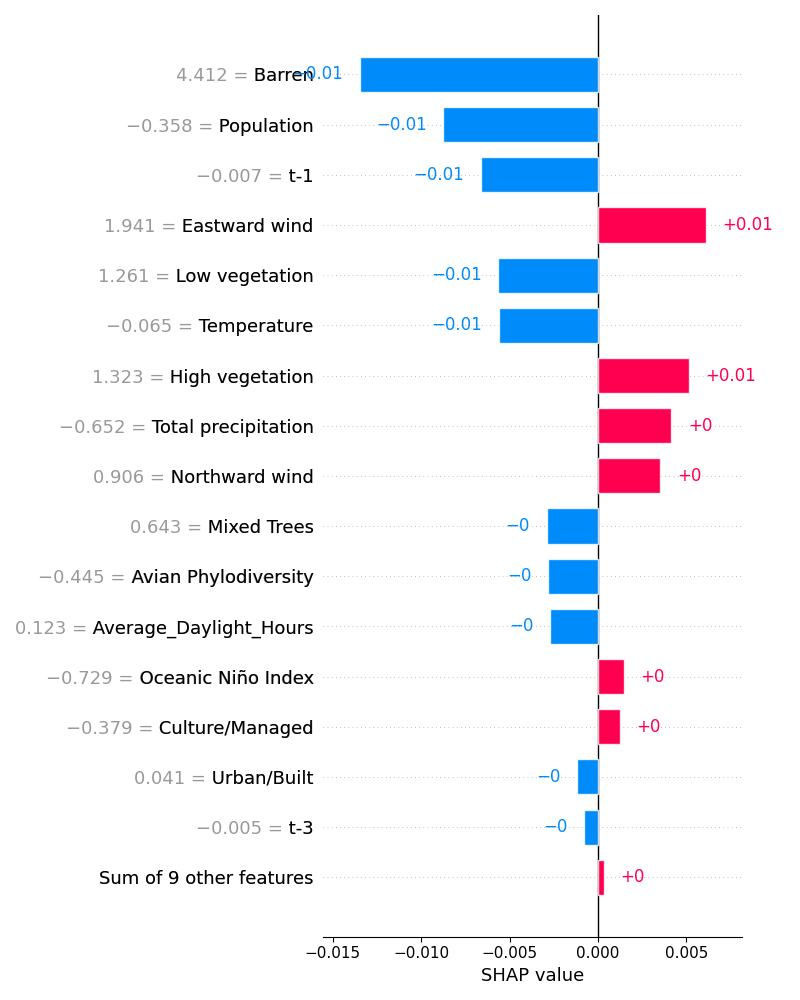 4.412 = Barren −0.01
−0.358 = Population −0.01
−0.007 = t-1 −0.01
1.941 = Eastward wind +0.01
1.261 = Low vegetation −0.01
−0.065 = Temperature −0.01
1.323 = High vegetation +0.01
−0.652 = Total precipitation +0
0.906 = Northward wind +0
0.643 = Mixed Trees −0
−0.445 = Avian Phylodiversity −0
0.123 = Average_Daylight_Hours −0
−0.729 = Oceanic Niño Index +0
−0.379 = Culture/Managed +0
0.041 = Urban/Built −0
−0.005 = t-3 −0
Sum of 9 other features +0
−0.015 −0.010 −0.005 0.000 0.005
SHAP value